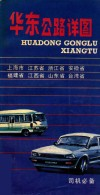 华东公路详图
HUADONG GONGLU
XIANGTU
上海市 江苏省 浙江省 安徽省
福建省 江西省 山东省 台湾省
司机必备